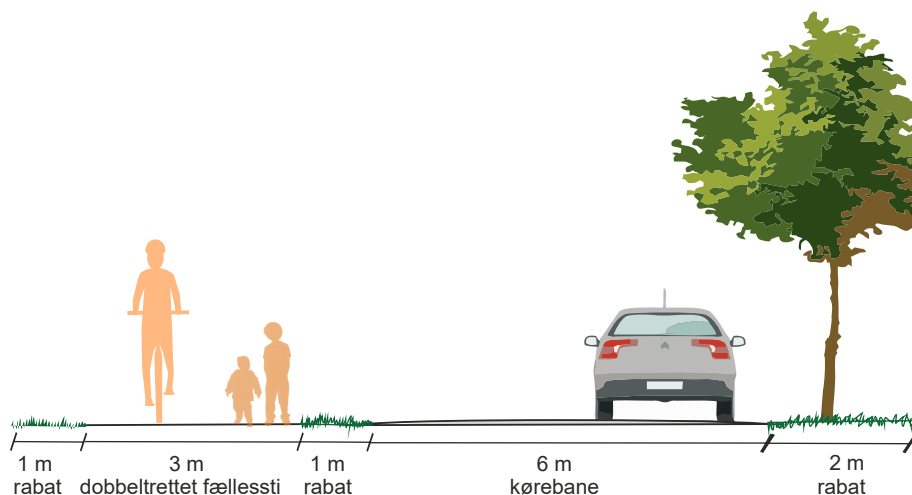 1 m
rabat
3 m
dobbeltrettet fællessti
1 m
rabat
6 m
kørebane
2 m
rabat